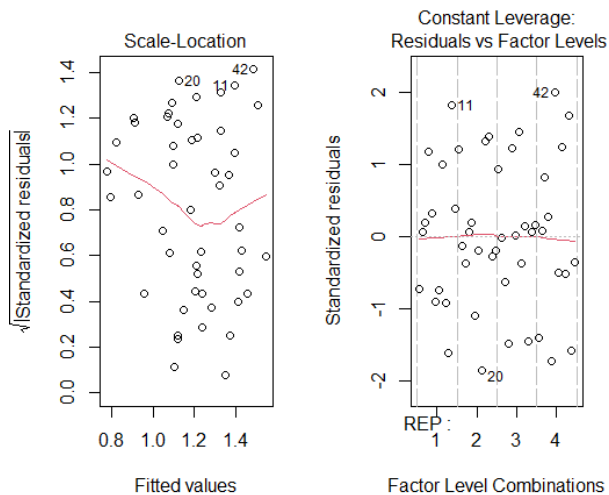 Scale-Location
√|Standardized residuals|
0.0 0.2 0.4 0.6 0.8 1.0 1.2 1.4
20
42
11
0.8 1.0 1.2 1.4
Fitted values
Constant Leverage:
Residuals vs Factor Levels
Standardized residuals
-2 -1 0 1 2
11
42
20
REP :
1 2 3 4
Factor Level Combinations